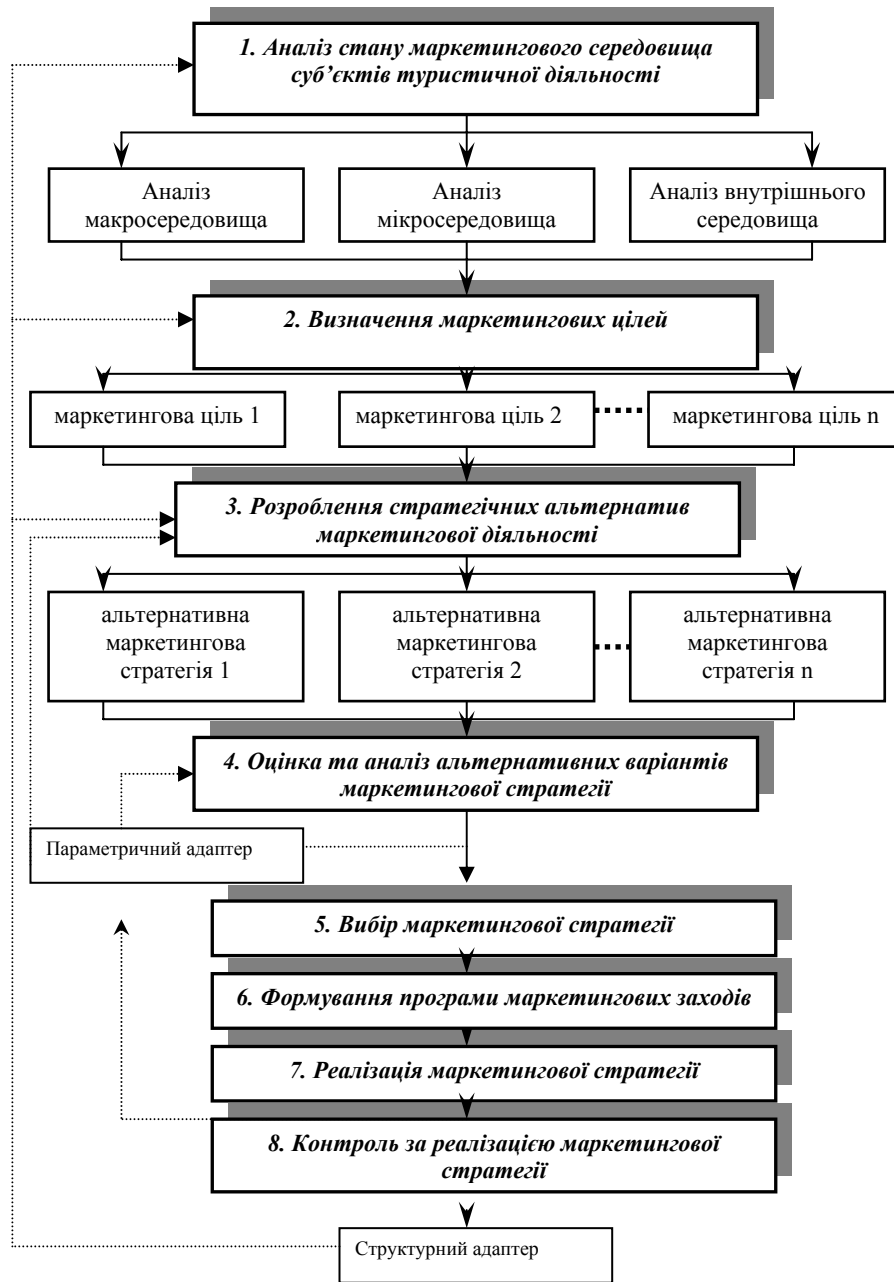 1. Аналіз стану маркетингового середовища
суб’єктів туристичної діяльності
Аналіз
макросередовища
Аналіз
мікросередовища
Аналіз внутрішнього
середовища
2. Визначення маркетингових цілей
маркетингова ціль 1
маркетингова ціль 2
маркетингова ціль n
3. Розроблення стратегічних альтернатив
маркетингової діяльності
альтернативна
маркетингова
стратегія 1
альтернативна
маркетингова
стратегія 2
альтернативна
маркетингова
стратегія n
4. Оцінка та аналіз альтернативних варіантів
маркетингової стратегії
Параметричний адаптер
5. Вибір маркетингової стратегії
6. Формування програми маркетингових заходів
7. Реалізація маркетингової стратегії
8. Контроль за реалізацією маркетингової
стратегії
Структурний адаптер